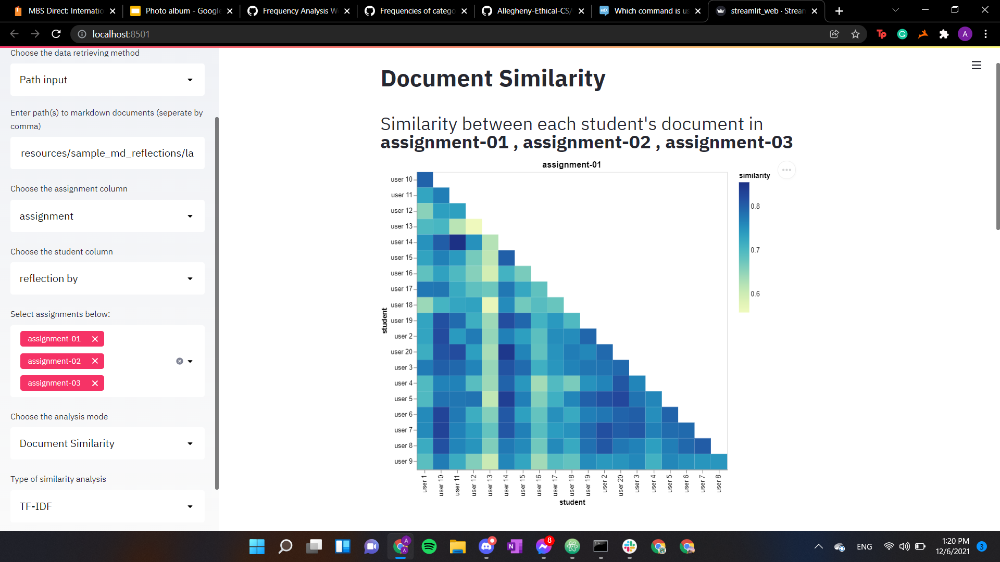 MBS Direct: Internatio
Photo album - Google
Frequency Analysis W
Frequencies of catego
Allegheny-Ethical-CS/
edX
Which command is us
streamlit_web · Stream
localhost:8501
Tp
A
Choose the data retrieving method
Path input
Enter path(s) to markdown documents (seperate by
comma)
resources/sample_md_reflections/la
Choose the assignment column
assignment
Choose the student column
reflection by
Select assignments below:
assignment-01
assignment-02
assignment-03
Choose the analysis mode
Document Similarity
Type of similarity analysis
TF-IDF
Document Similarity
Similarity between each student's document in
assignment-01 , assignment-02 , assignment-03
assignment-01
similarity
0.8
0.7
0.6
student
user 10
user 11
user 12
user 13
user 14
user 15
user 16
user 17
user 18
user 19
user 2
user 20
user 3
user 4
user 5
user 6
user 7
user 8
user 9
user 1
user 10
user 11
user 12
user 13
user 14
user 15
user 16
user 17
user 18
user 19
user 2
user 20
user 3
user 4
user 5
user 6
user 7
user 8
student
A
A
N
8
ENG
1:20 PM
12/6/2021
3